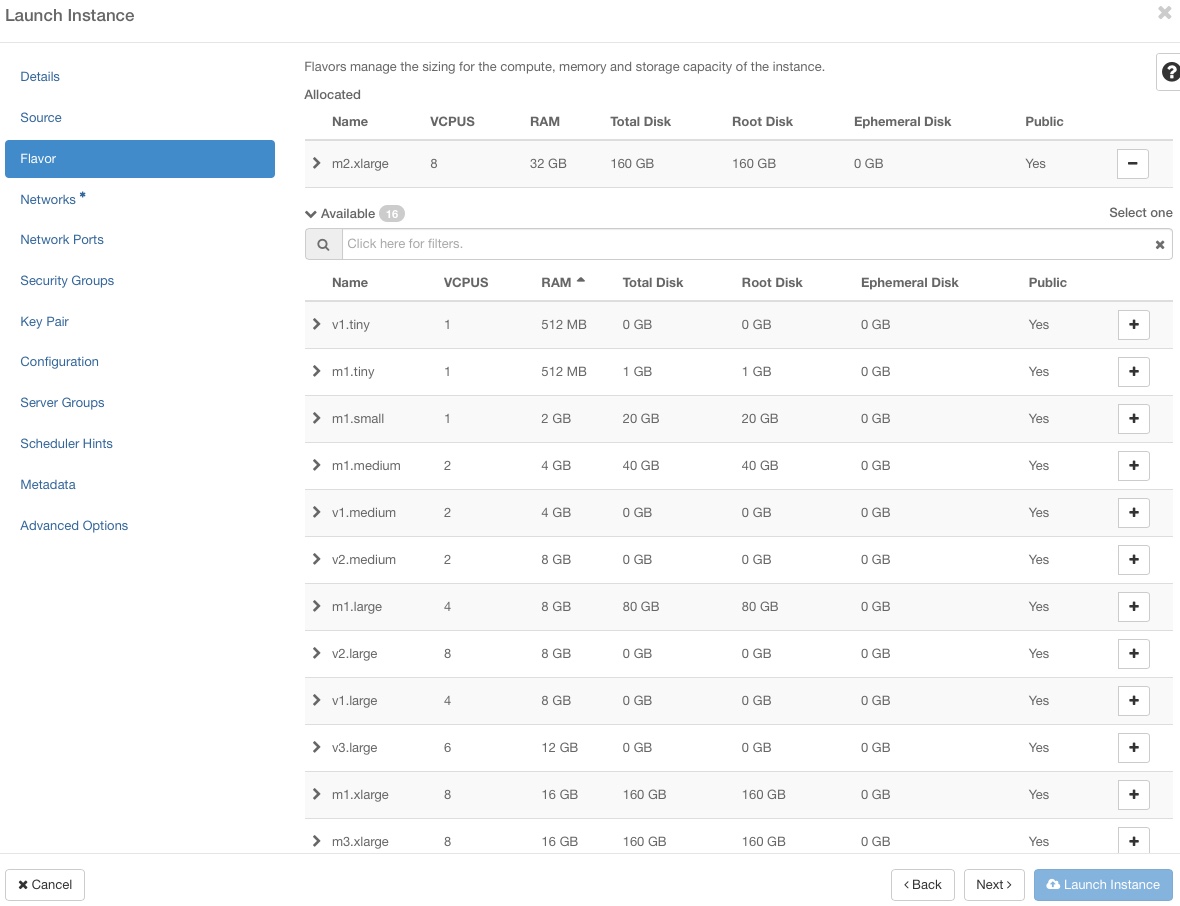 Launch Instance
Details
Source
Flavor
Networks *
Network Ports
Security Groups
Key Pair
Configuration
Server Groups
Scheduler Hints
Metadata
Advanced Options
Flavors manage the sizing for the compute, memory and storage capacity of the instance.
Allocated
Name VCPUS RAM Total Disk Root Disk Ephemeral Disk Public
m2.xlarge 8 32 GB 160 GB 160 GB 0 GB Yes
Available 16 Select one
Click here for filters.
Name VCPUS RAM Total Disk Root Disk Ephemeral Disk Public
v1.tiny 1 512 MB 0 GB 0 GB 0 GB Yes
m1.tiny 1 512 MB 1 GB 1 GB 0 GB Yes
m1.small 1 2 GB 20 GB 20 GB 0 GB Yes
m1.medium 2 4 GB 40 GB 40 GB 0 GB Yes
v1.medium 2 4 GB 0 GB 0 GB 0 GB Yes
v2.medium 2 8 GB 0 GB 0 GB 0 GB Yes
m1.large 4 8 GB 80 GB 80 GB 0 GB Yes
v2.large 8 8 GB 0 GB 0 GB 0 GB Yes
v1.large 4 8 GB 0 GB 0 GB 0 GB Yes
v3.large 6 12 GB 0 GB 0 GB 0 GB Yes
m1.xlarge 8 16 GB 160 GB 160 GB 0 GB Yes
m3.xlarge 8 16 GB 160 GB 160 GB 0 GB Yes
Cancel Back Next Launch Instance